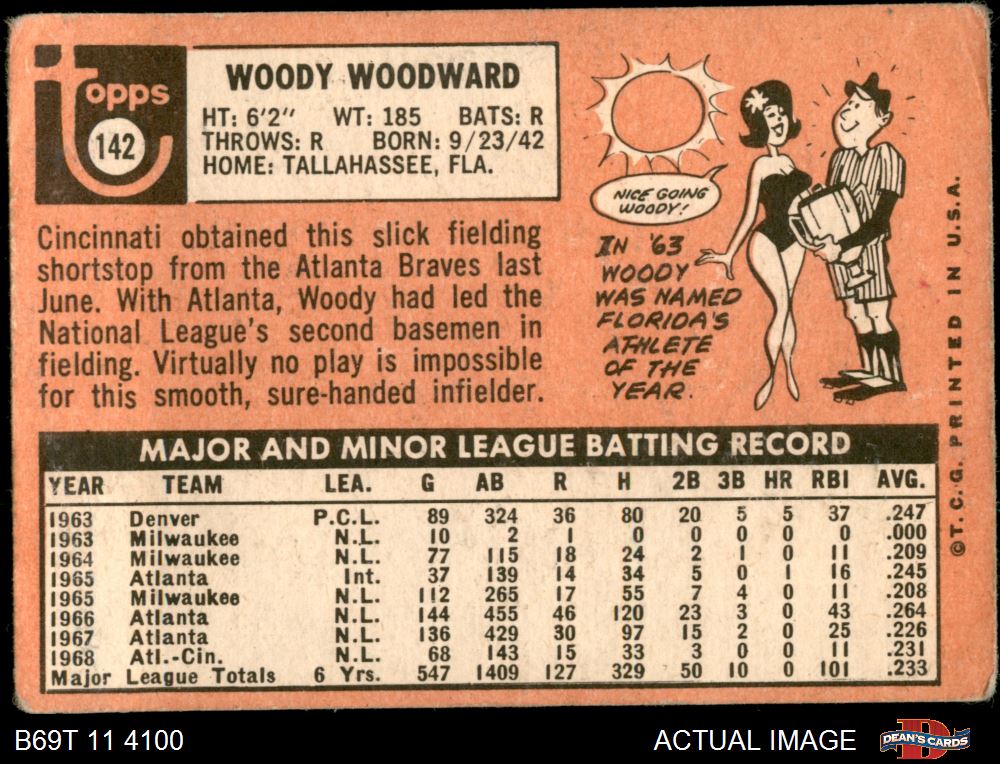 Topps
142
WOODY WOODWARD
HT: 6'2" WT: 185 BATS: R
THROWS: R BORN: 9/23/42
HOME: TALLAHASSEE, FLA.
Cincinnati obtained this slick fielding
shortstop from the Atlanta Braves last
June. With Atlanta, Woody had led the
National League's second basemen in
fielding. Virtually no play is impossible
for this smooth, sure-handed infielder.
NICE GOING
WOODY!
IN '63
WOODY
WAS NAMED
FLORIDA'S
ATHLETE
OF THE
YEAR.
©T.C.G. PRINTED IN U.S.A.
MAJOR AND MINOR LEAGUE BATTING RECORD
YEAR TEAM LEA. G AB R H 2B 3B HR RBI AVG.
1963 Denver P.C.L. 89 324 36 80 20 5 5 37 .247
1963 Milwaukee N.L. 10 2 1 0 0 0 0 0 .000
1964 Milwaukee N.L. 77 115 18 24 2 1 0 11 .209
1965 Atlanta Int. 37 139 14 34 5 0 1 16 .245
1965 Milwaukee N.L. 112 265 17 55 7 4 0 11 .208
1966 Atlanta N.L. 144 455 46 120 23 3 0 43 .264
1967 Atlanta N.L. 136 429 30 97 15 2 0 25 .226
1968 Atl.-Cin. N.L. 68 143 15 33 3 0 0 11 .231
Major League Totals 6 Yrs. 547 1409 127 329 50 10 0 101 .233
B69T 11 4100
ACTUAL IMAGE
D
DEAN'S CARDS